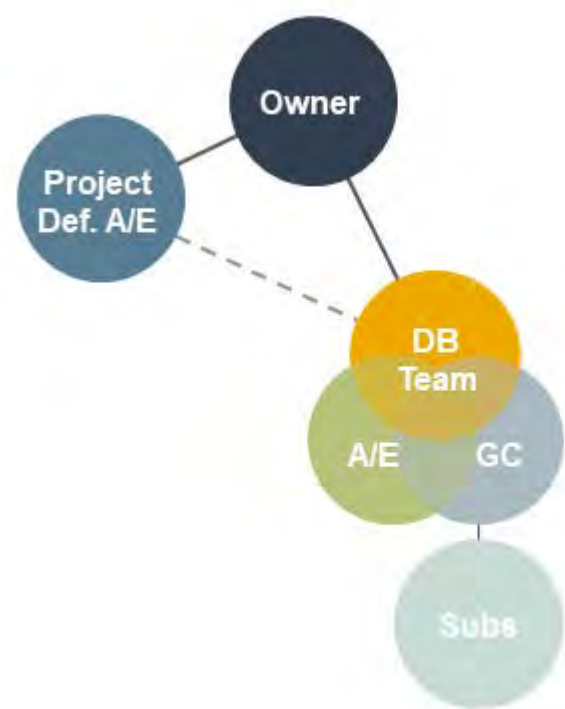 Owner
Project
Def. A/E
DB
Team
A/E
GC
Subs